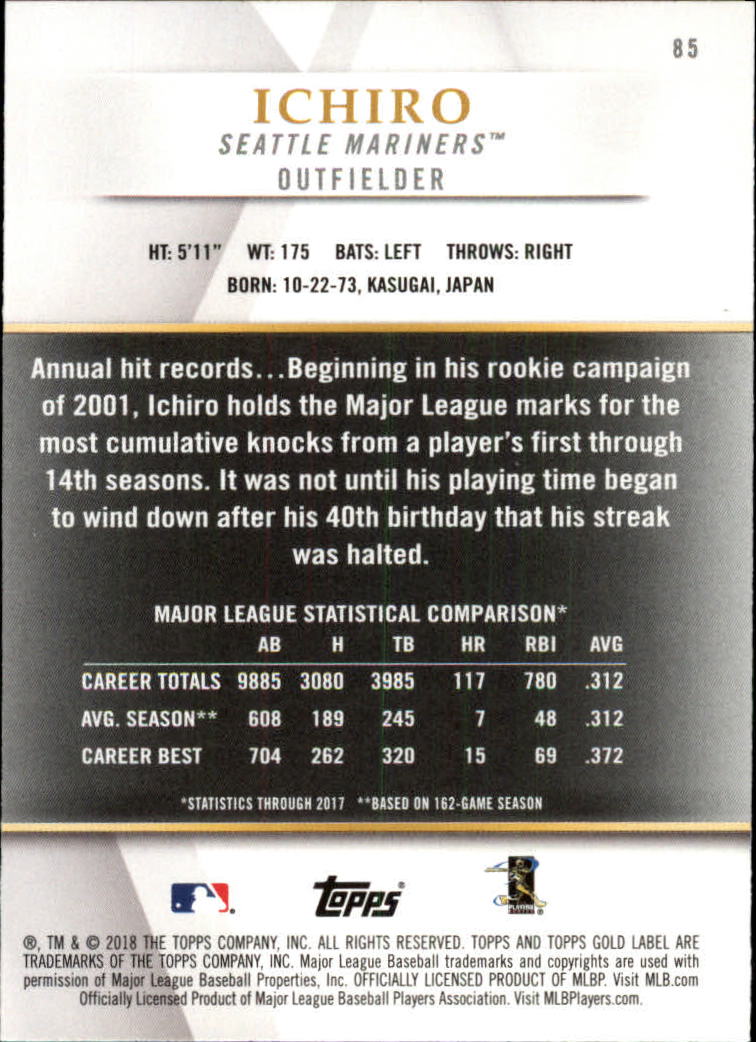 85
ICHIRO
SEATTLE MARINERS™
OUTFIELDER
HT: 5'11" WT: 175 BATS: LEFT THROWS: RIGHT
BORN: 10-22-73, KASUGAI, JAPAN
Annual hit records...Beginning in his rookie campaign
of 2001, Ichiro holds the Major League marks for the
most cumulative knocks from a player's first through
14th seasons. It was not until his playing time began
to wind down after his 40th birthday that his streak
was halted.
MAJOR LEAGUE STATISTICAL COMPARISON*
AB H TB HR RBI AVG
CAREER TOTALS 9885 3080 3985 117 780 .312
AVG. SEASON** 608 189 245 7 48 .312
CAREER BEST 704 262 320 15 69 .372
*STATISTICS THROUGH 2017 **BASED ON 162-GAME SEASON
topps®
PLAYERS
®, TM & © 2018 THE TOPPS COMPANY, INC. ALL RIGHTS RESERVED. TOPPS AND TOPPS GOLD LABEL ARE
TRADEMARKS OF THE TOPPS COMPANY, INC. Major League Baseball trademarks and copyrights are used with
permission of Major League Baseball Properties, Inc. OFFICIALLY LICENSED PRODUCT OF MLBP. Visit MLB.com
Officially Licensed Product of Major League Baseball Players Association. Visit MLBPlayers.com.